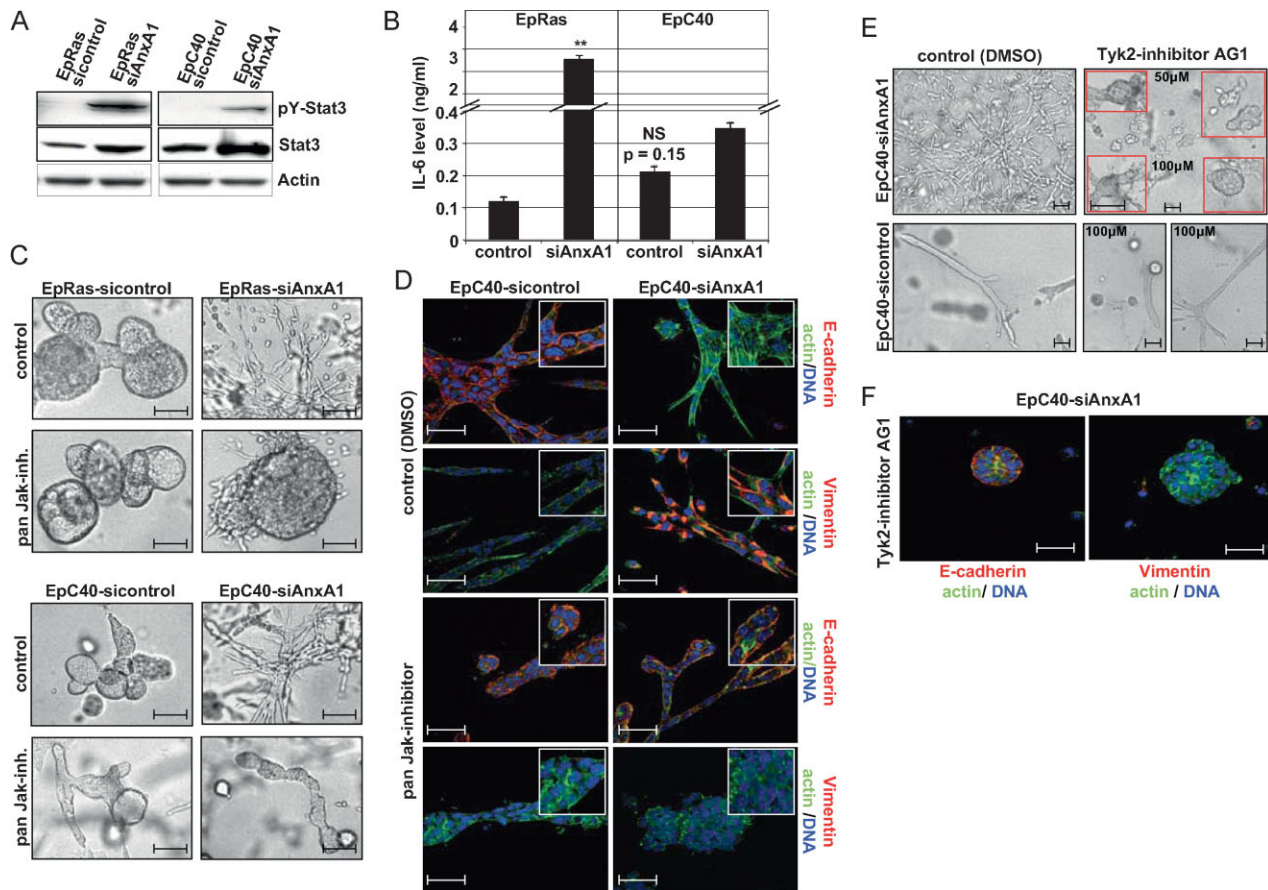 A
EpRas
sicontrol
EpRas
siAnxA1
EpC40
sicontrol
EpC40
siAnxA1
pY-Stat3
Stat3
Actin
B
EpRas
EpC40
IL-6 level (ng/ml)
4
3
2
0.4
0.3
0.2
0.1
0
**
NS
p = 0.15
control
siAnxA1
control
siAnxA1
C
EpRas-sicontrol
EpRas-siAnxA1
control
pan Jak-inh.
EpC40-sicontrol
EpC40-siAnxA1
control
pan Jak-inh.
D
EpC40-sicontrol
EpC40-siAnxA1
control (DMSO)
pan Jak-inhibitor
E-cadherin
actin/DNA
Vimentin
actin /DNA
E-cadherin
actin/DNA
Vimentin
actin /DNA
E
control (DMSO)
Tyk2-inhibitor AG1
EpC40-siAnxA1
50µM
100µM
EpC40-sicontrol
100µM
100µM
F
EpC40-siAnxA1
Tyk2-inhibitor AG1
E-cadherin
actin/ DNA
Vimentin
actin / DNA